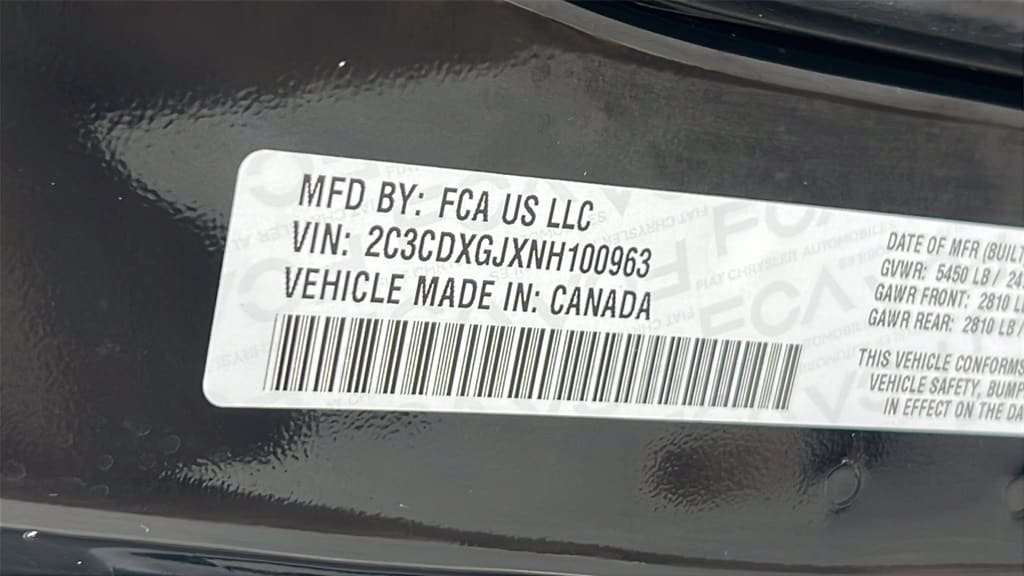 MFD BY: FCA US LLC
VIN: 2C3CDXGJXNH100963
VEHICLE MADE IN: CANADA
DATE OF MFR (BUILT
GVWR: 5450 LB / 24
GAWR FRONT: 2810 L
GAWR REAR: 2810 LB /
THIS VEHICLE CONFORMS
VEHICLE SAFETY, BUMP
IN EFFECT ON THE DA